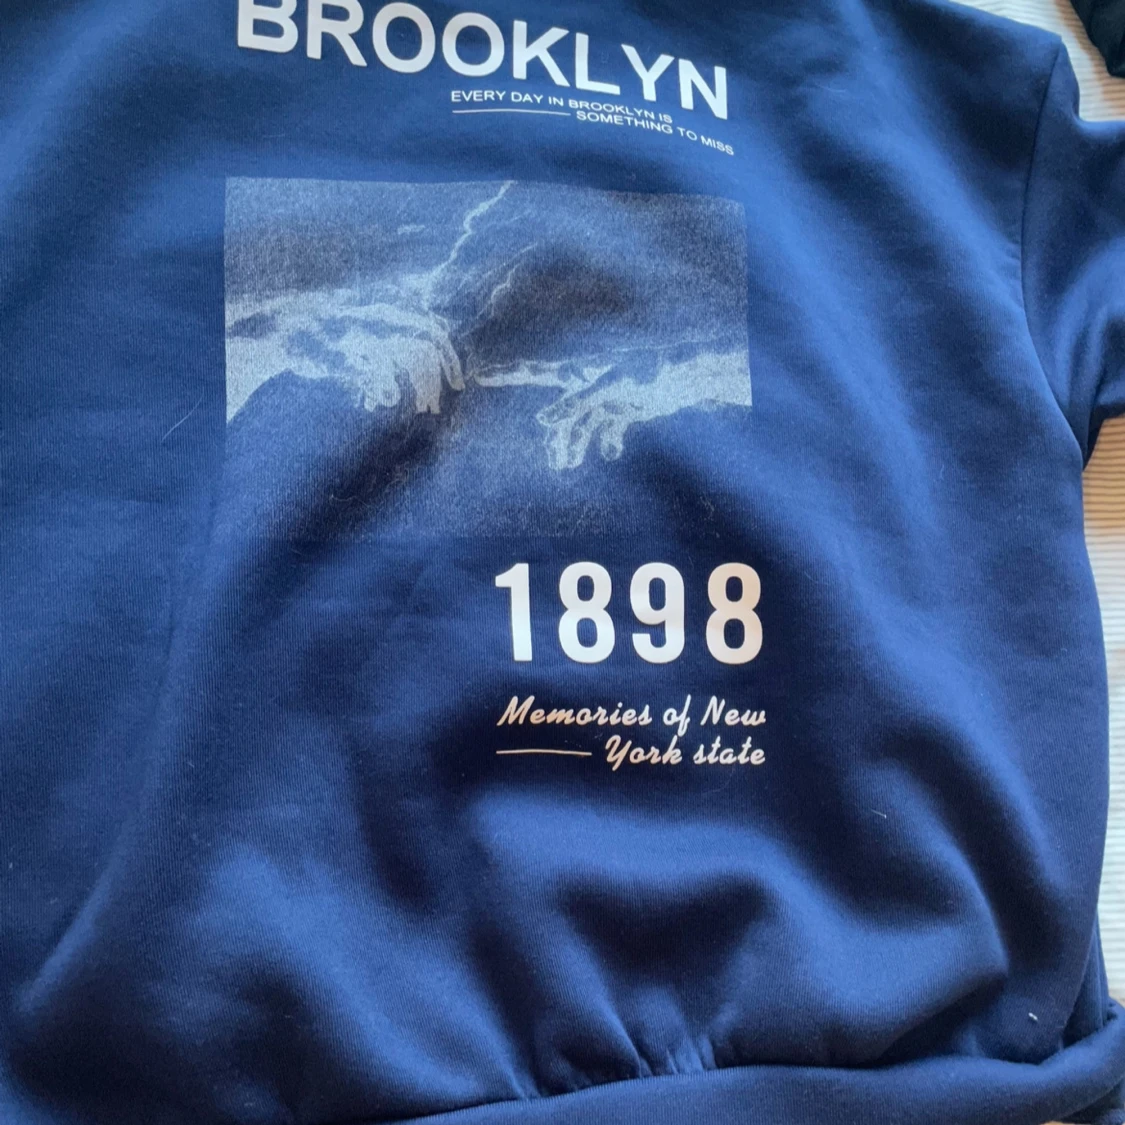 BROOKLYN
EVERY DAY IN BROOKLYN IS
SOMETHING TO MISS
1898
Memories of New
York state